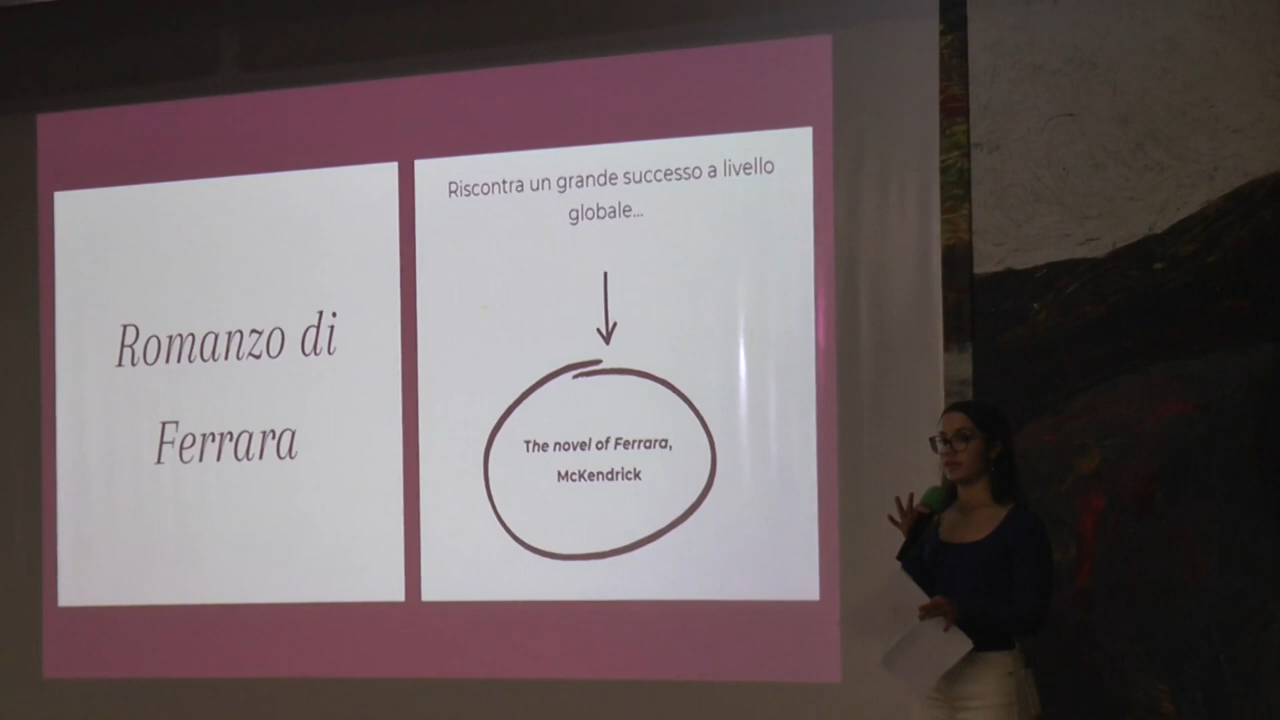 Romanzo di
Ferrara
Riscontra un grande successo a livello
globale...
The novel of Ferrara,
McKendrick